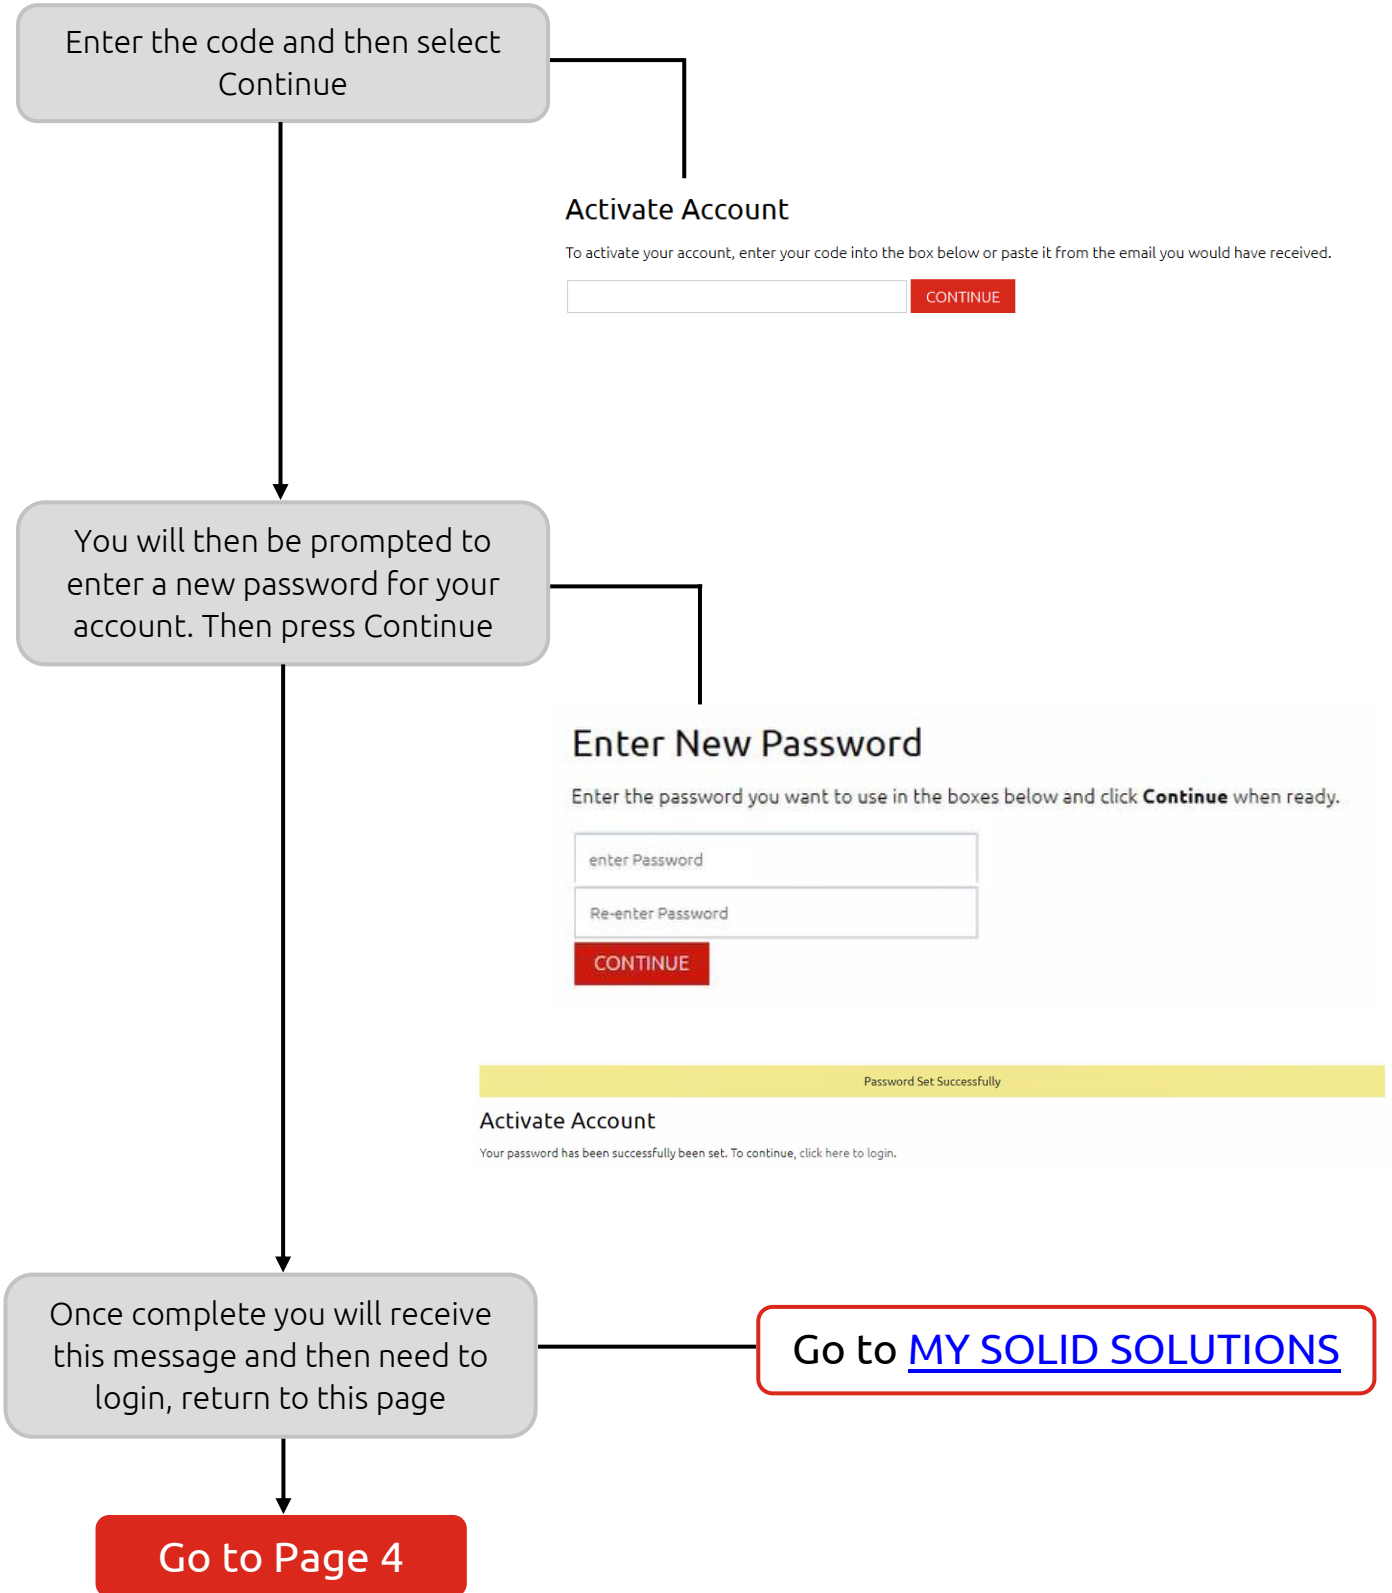 Enter the code and then select
Continue
Activate Account
To activate your account, enter your code into the box below or paste it from the email you would have received.
CONTINUE
You will then be prompted to
enter a new password for your
account. Then press Continue
Enter New Password
Enter the password you want to use in the boxes below and click Continue when ready.
enter Password
Re-enter Password
CONTINUE
Password Set Successfully
Activate Account
Your password has been successfully been set. To continue, click here to login.
Once complete you will receive
this message and then need to
login, return to this page
Go to MY SOLID SOLUTIONS
Go to Page 4